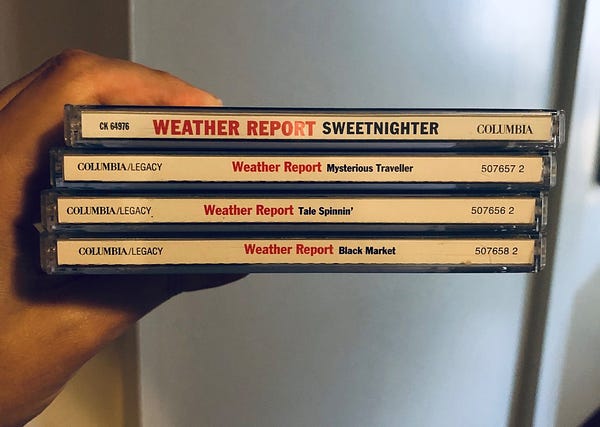 CK 64976 WEATHER REPORT SWEETNIGHTER COLUMBIA
COLUMBIA/LEGACY Weather Report Mysterious Traveller 507657 2
COLUMBIA/LEGACY Weather Report Tale Spinnin' 507656 2
COLUMBIA/LEGACY Weather Report Black Market 507658 2